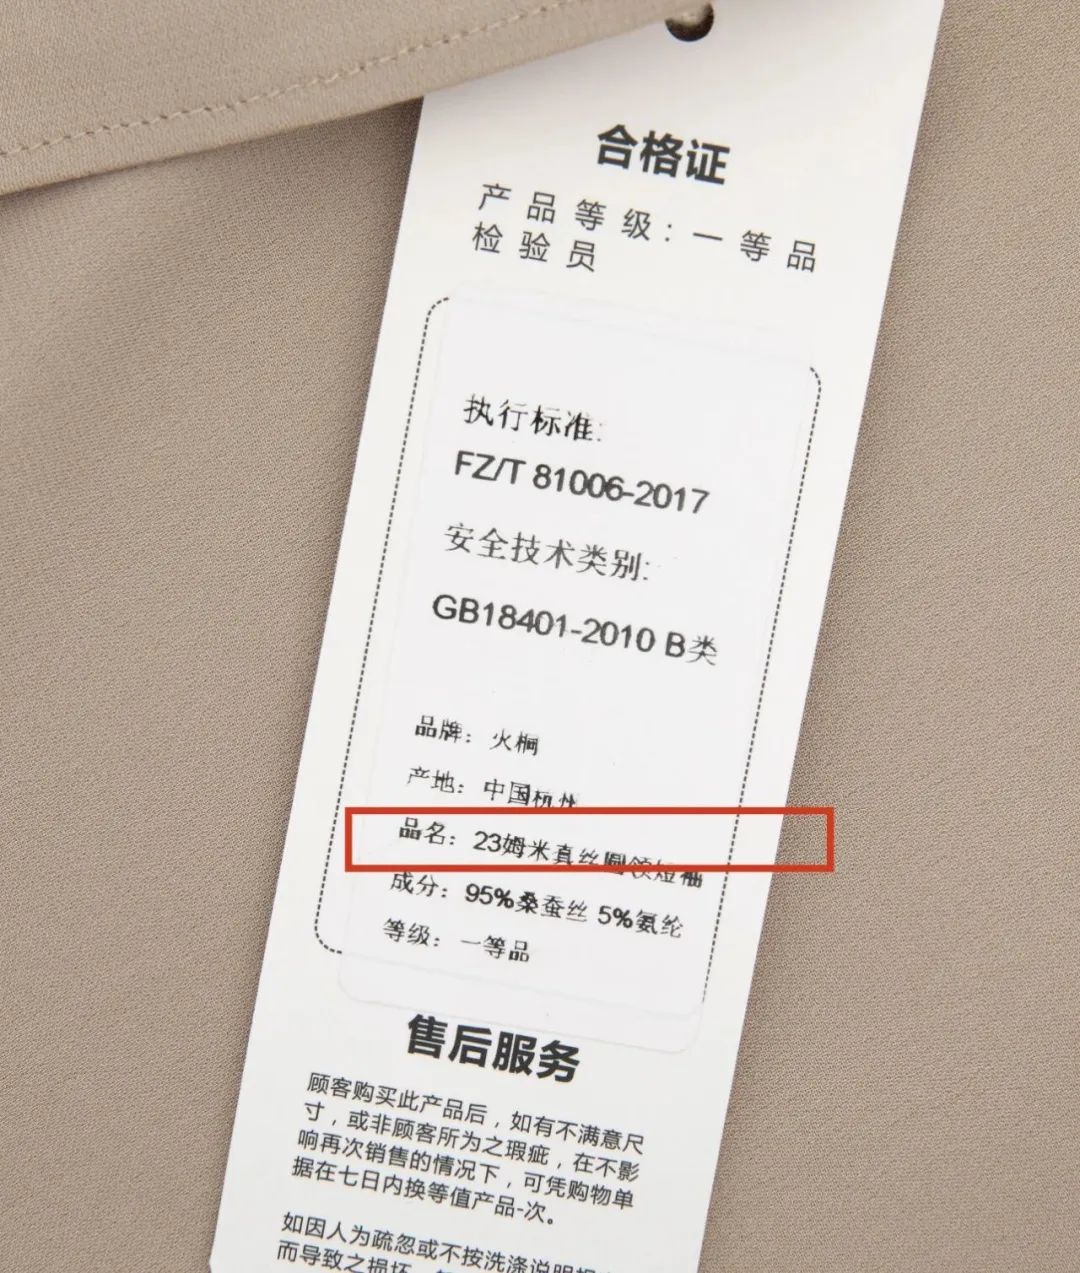 合格证
产品等级：一等品
检验员
执行标准:
FZ/T 81006-2017
安全技术类别:
GB18401-2010 B类
品牌：火榈
产地：中国杭州
品名：23姆米真丝圆领短袖
成分：95%桑蚕丝 5%氨纶
等级：一等品
售后服务
顾客购买此产品后，如有不满意尺
寸，或非顾客所为之瑕疵，在不影
响再次销售的情况下，可凭购物单
据在七日内换等值产品-次。
如因人为疏忽或不按洗涤说明
而导致之损坏